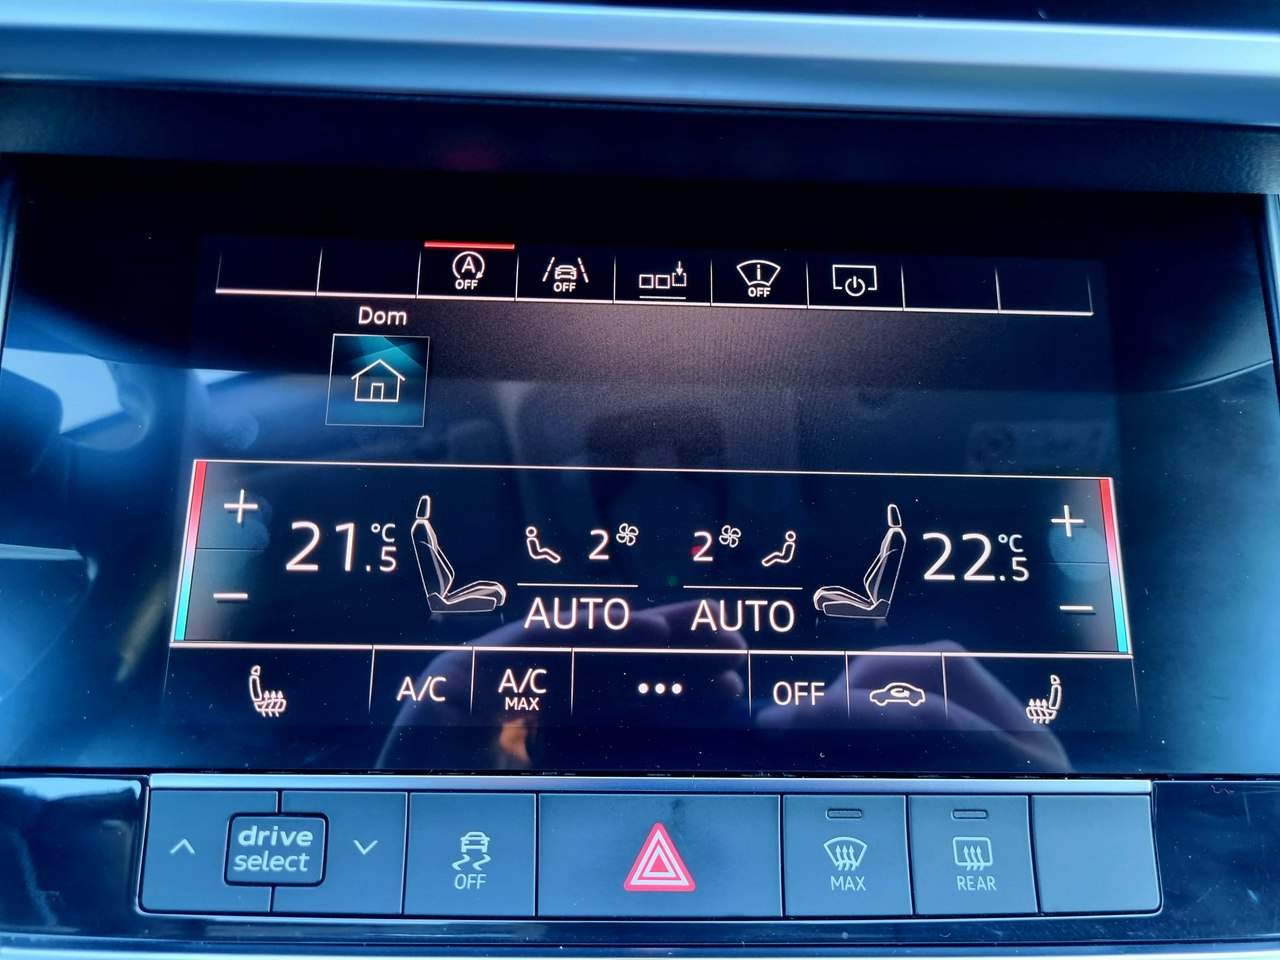 A
OFF
OFF
i
OFF
Dom
+
21.5 °C
2
2
22.5 °C
+
−
AUTO
AUTO
−
A/C
A/C
MAX
•••
OFF
drive
select
OFF
MAX
REAR